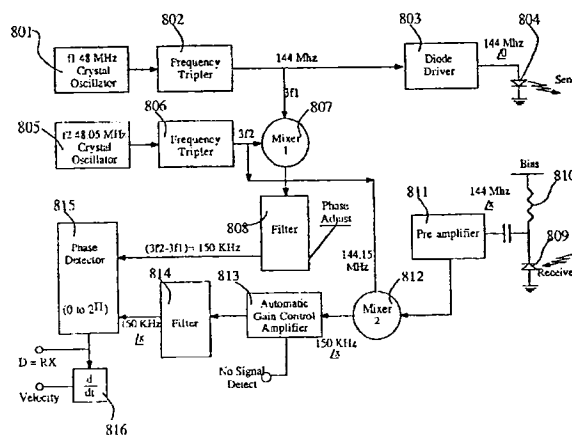 801
802
803
804
f1 48 MHz
Crystal
Oscillator
Frequency
Tripler
144 Mhz
Diode
Driver
144 Mhz
/0
Send
3f1
805
806
807
f2 48.05 MHz
Crystal
Oscillator
Frequency
Tripler
3f2
Mixer
1
Bias
810
811
144 Mhz
/x
Pre amplifier
809
Receive
815
808
Filter
Phase
Adjust
Phase
Detector
(0 to 2Π)
(3f2-3f1)= 150 KHz
144.15
MHz
812
Mixer
2
813
814
Automatic
Gain Control
Amplifier
Filter
150 KHz
/x
150 KHz
/x
D = RX
No Signal
Detect
Velocity
d
dt
816